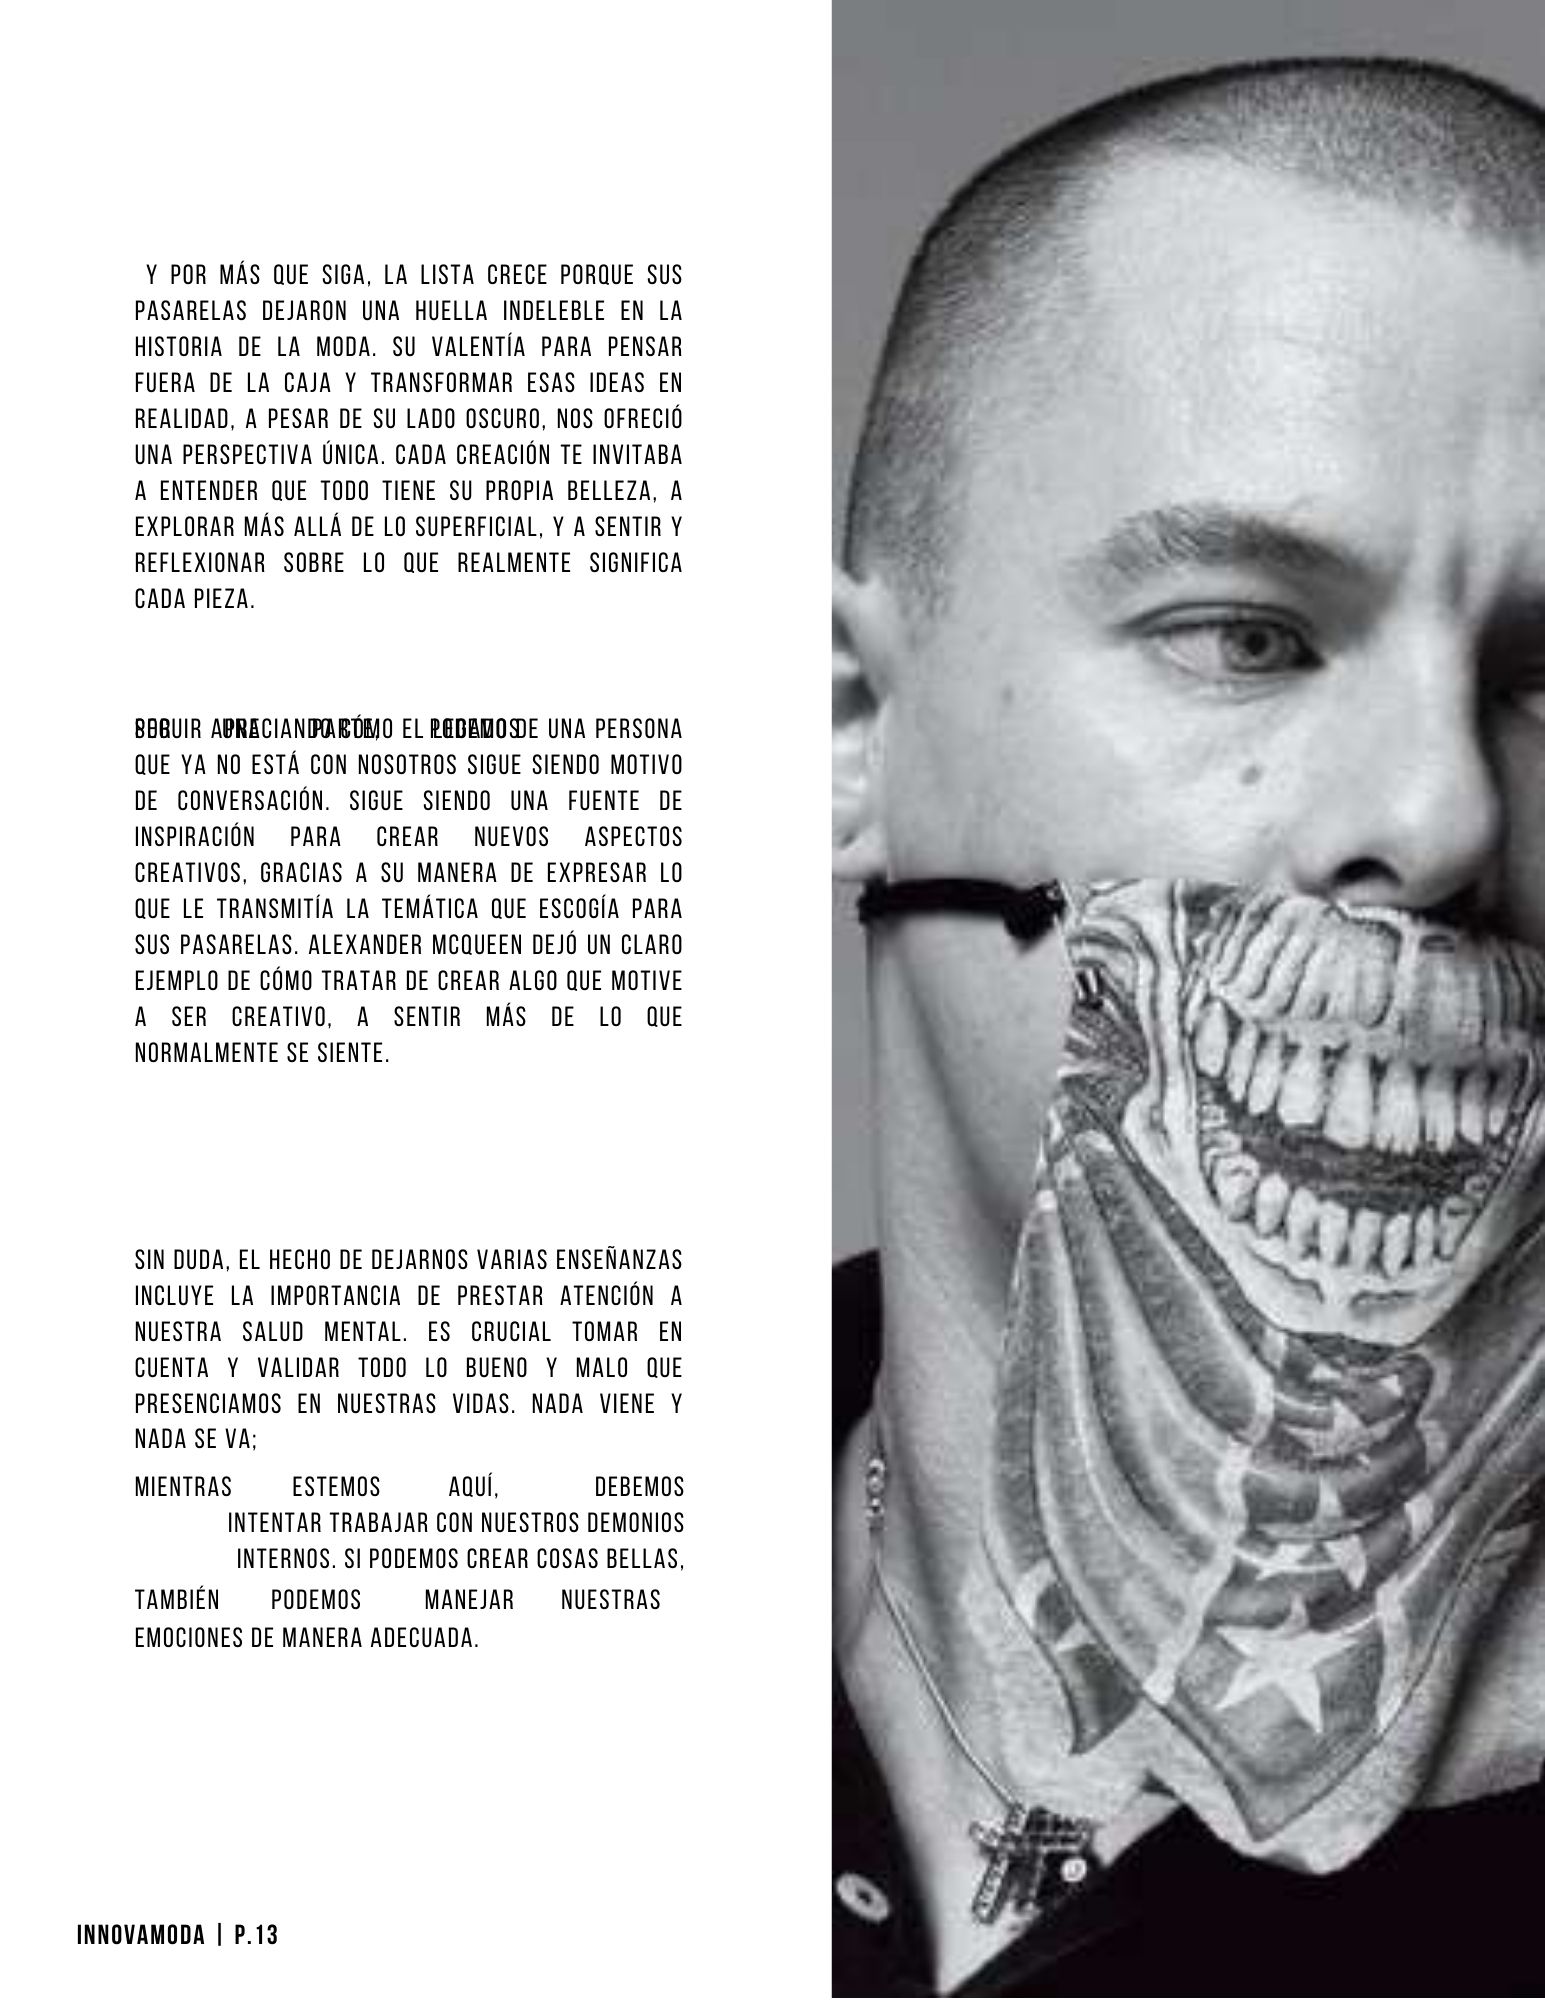 Y POR MÁS QUE SIGA, LA LISTA CRECE PORQUE SUS
PASARELAS DEJARON UNA HUELLA INDELEBLE EN LA
HISTORIA DE LA MODA. SU VALENTÍA PARA PENSAR
FUERA DE LA CAJA Y TRANSFORMAR ESAS IDEAS EN
REALIDAD, A PESAR DE SU LADO OSCURO, NOS OFRECIÓ
UNA PERSPECTIVA ÚNICA. CADA CREACIÓN TE INVITABA
A ENTENDER QUE TODO TIENE SU PROPIA BELLEZA, A
EXPLORAR MÁS ALLÁ DE LO SUPERFICIAL, Y A SENTIR Y
REFLEXIONAR SOBRE LO QUE REALMENTE SIGNIFICA
CADA PIEZA.
POR UNA PARTE, PODEMOS
SEGUIR APRECIANDO CÓMO EL LEGADO DE UNA PERSONA
QUE YA NO ESTÁ CON NOSOTROS SIGUE SIENDO MOTIVO
DE CONVERSACIÓN. SIGUE SIENDO UNA FUENTE DE
INSPIRACIÓN PARA CREAR NUEVOS ASPECTOS
CREATIVOS, GRACIAS A SU MANERA DE EXPRESAR LO
QUE LE TRANSMITÍA LA TEMÁTICA QUE ESCOGÍA PARA
SUS PASARELAS. ALEXANDER MCQUEEN DEJÓ UN CLARO
EJEMPLO DE CÓMO TRATAR DE CREAR ALGO QUE MOTIVE
A SER CREATIVO, A SENTIR MÁS DE LO QUE
NORMALMENTE SE SIENTE.
SIN DUDA, EL HECHO DE DEJARNOS VARIAS ENSEÑANZAS
INCLUYE LA IMPORTANCIA DE PRESTAR ATENCIÓN A
NUESTRA SALUD MENTAL. ES CRUCIAL TOMAR EN
CUENTA Y VALIDAR TODO LO BUENO Y MALO QUE
PRESENCIAMOS EN NUESTRAS VIDAS. NADA VIENE Y
NADA SE VA;
MIENTRAS ESTEMOS AQUÍ, DEBEMOS
INTENTAR TRABAJAR CON NUESTROS DEMONIOS
INTERNOS. SI PODEMOS CREAR COSAS BELLAS,
TAMBIÉN PODEMOS MANEJAR NUESTRAS
EMOCIONES DE MANERA ADECUADA.
INNOVAMODA | P.13